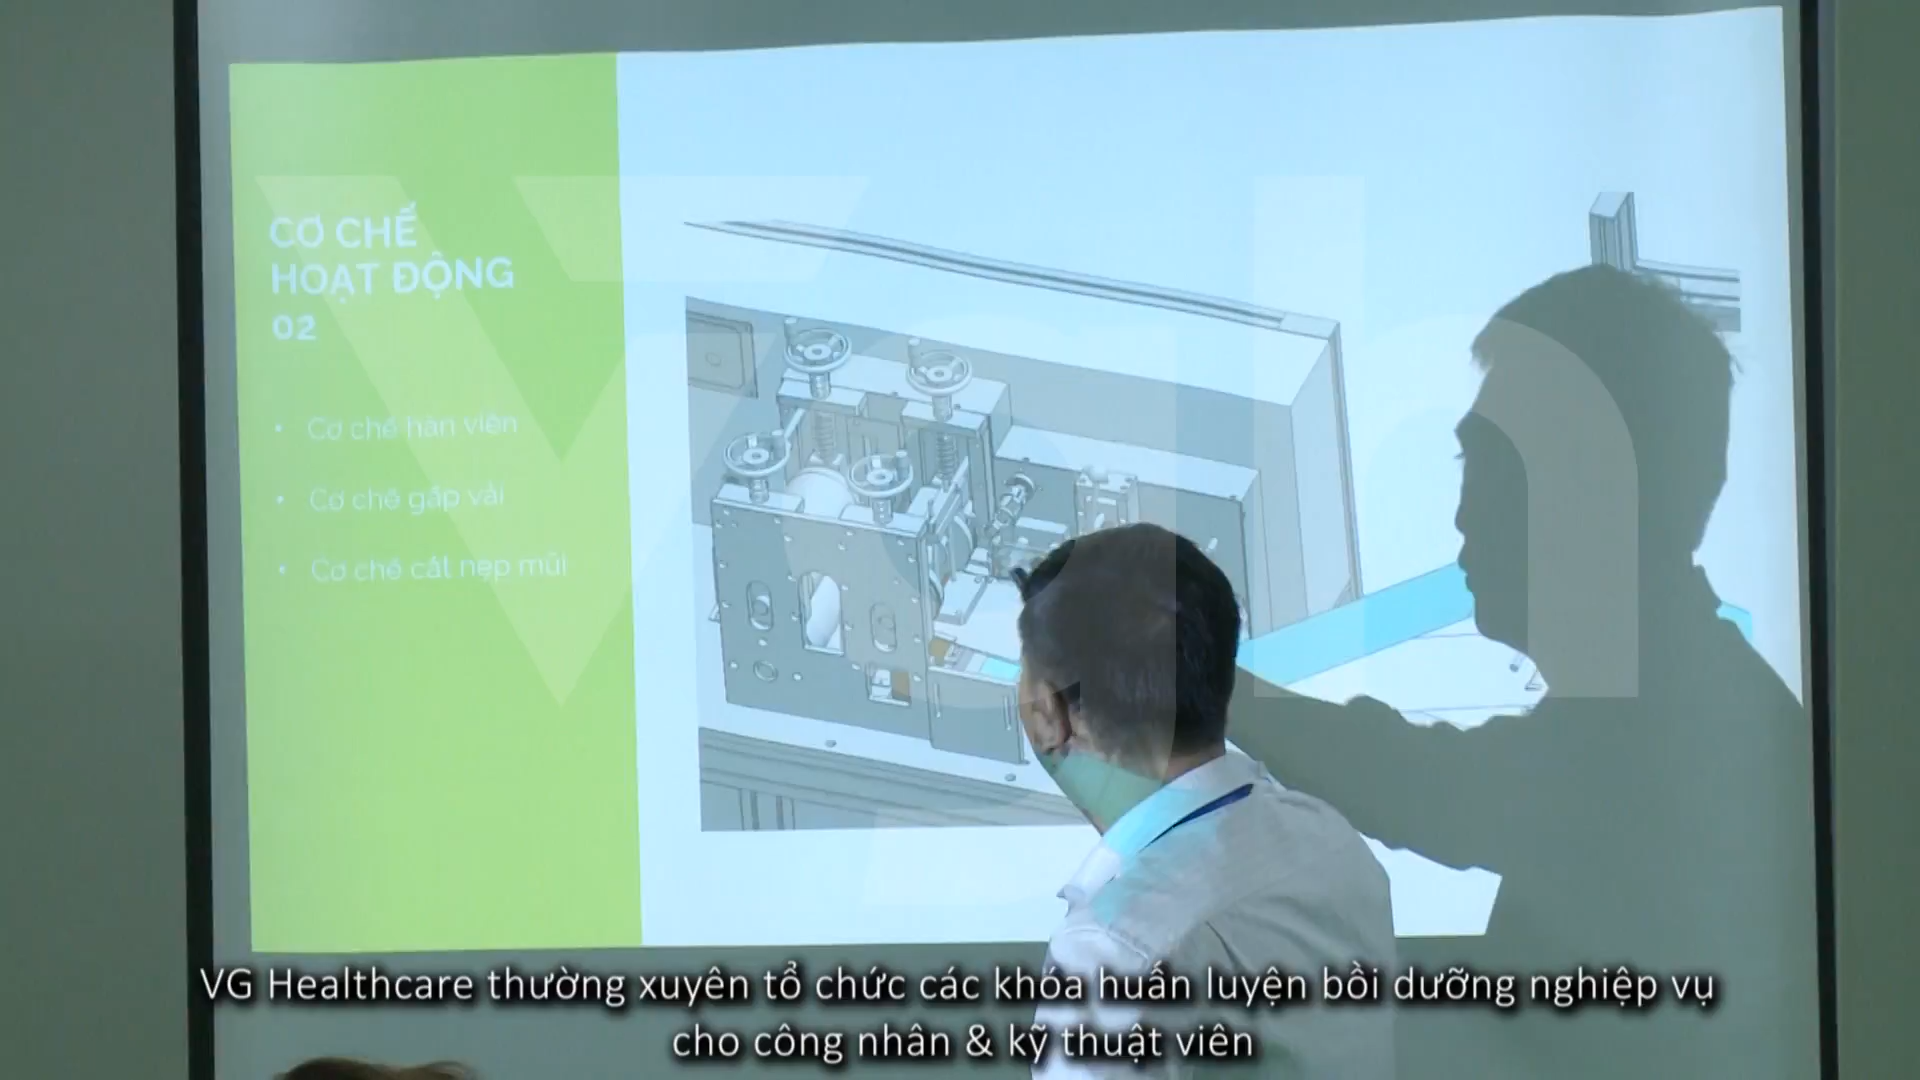 CƠ CHẾ
HOẠT ĐỘNG
02
• Cơ chế hàn viền
• Cơ chế gấp vải
• Cơ chế cắt nẹp mũi
VG Healthcare thường xuyên tổ chức các khóa huấn luyện bồi dưỡng nghiệp vụ
cho công nhân & kỹ thuật viên